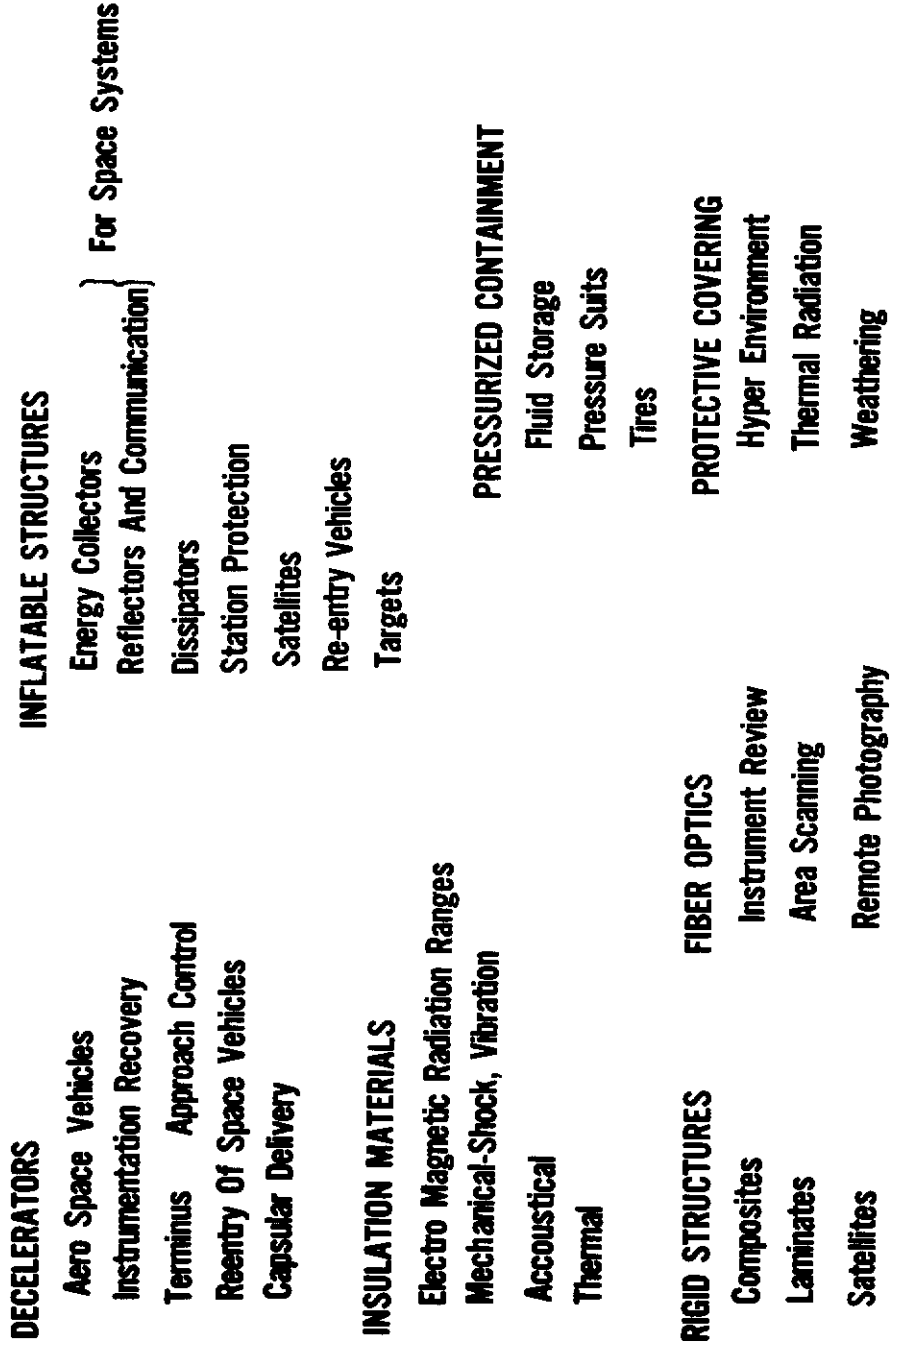 DECELERATORS
Aero Space Vehicles
Instrumentation Recovery
Terminus Approach Control
Reentry Of Space Vehicles
Capsular Delivery
INSULATION MATERIALS
Electro Magnetic Radiation Ranges
Mechanical-Shock, Vibration
Accoustical
Thermal
RIGID STRUCTURES
Composites
Laminates
Satellites
FIBER OPTICS
Instrument Review
Area Scanning
Remote Photography
INFLATABLE STRUCTURES
Energy Collectors
Reflectors And Communication } For Space Systems
Dissipators
Station Protection
Satellites
Re-entry Vehicles
Targets
PRESSURIZED CONTAINMENT
Fluid Storage
Pressure Suits
Tires
PROTECTIVE COVERING
Hyper Environment
Thermal Radiation
Weathering